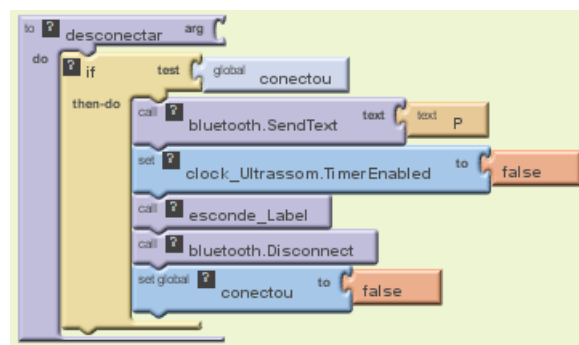 to ? desconectar arg
do ? if test global conectou
then-do call ? bluetooth.SendText text text P
set ? clock_Ultrassom.TimerEnabled to false
call ? esconde_Label
call ? bluetooth.Disconnect
set global ? conectou to false